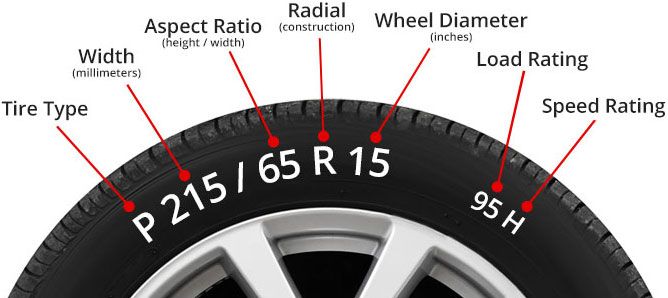 Tire Type
Width
(millimeters)
Aspect Ratio
(height / width)
Radial
(construction)
Wheel Diameter
(inches)
Load Rating
Speed Rating
P 215 / 65 R 15
95 H